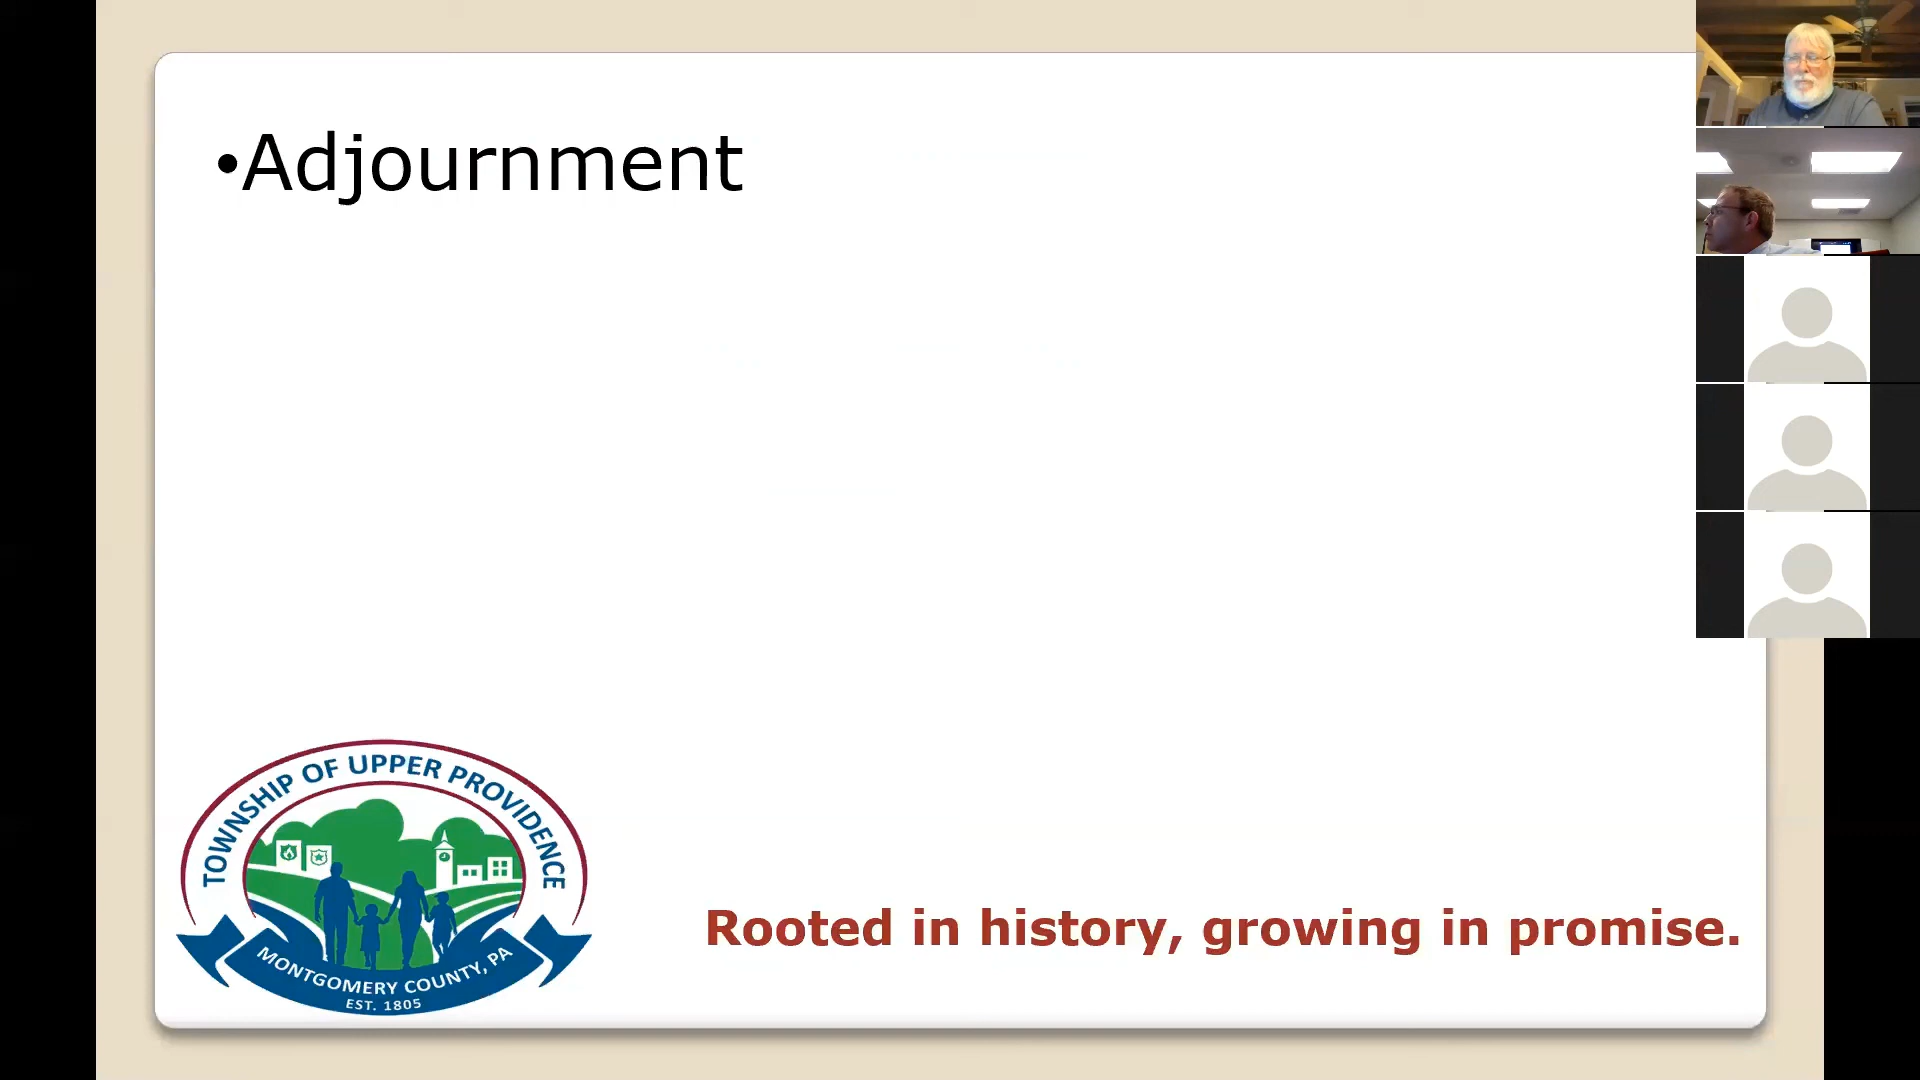 •Adjournment
TOWNSHIP OF UPPER PROVIDENCE
MONTGOMERY COUNTY, PA
EST. 1805
Rooted in history, growing in promise.